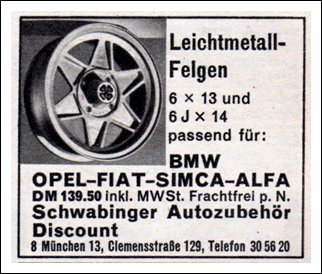 Leichtmetall-
Felgen
6 × 13 und
6 J × 14
passend für:
BMW
OPEL–FIAT–SIMCA–ALFA
DM 139.50 inkl. MWSt. Frachtfrei p. N.
Schwabinger Autozubehör
Discount
8 München 13, Clemensstraße 129, Telefon 30 56 20